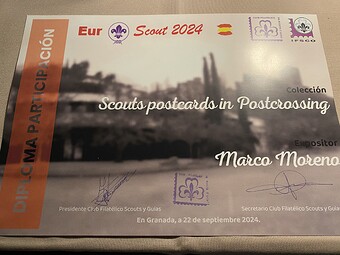 Eur Scout 2024
IFSCO
DIPLOMA PARTICIPACIÓN
Colección
Scouts postcards in Postcrossing
Expositor
Marco Moreno
Presidente Club Filatélico Scouts y Guías
Secretario Club Filatélico Scouts y Guías
En Granada, a 22 de septiembre 2024.